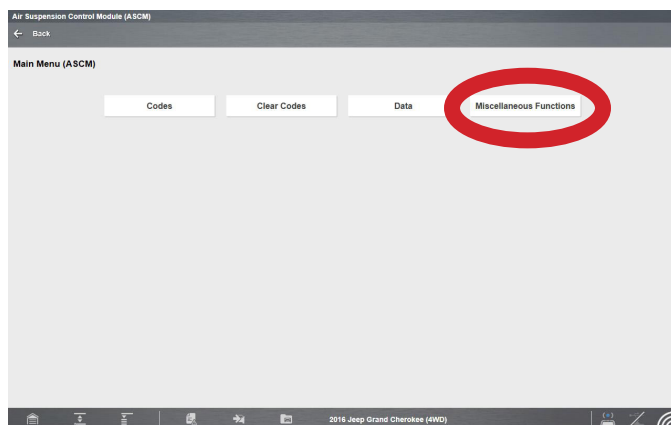 Air Suspension Control Module (ASCM)
Back
Main Menu (ASCM)
Codes Clear Codes Data Miscellaneous Functions
2016 Jeep Grand Cherokee (4WD)